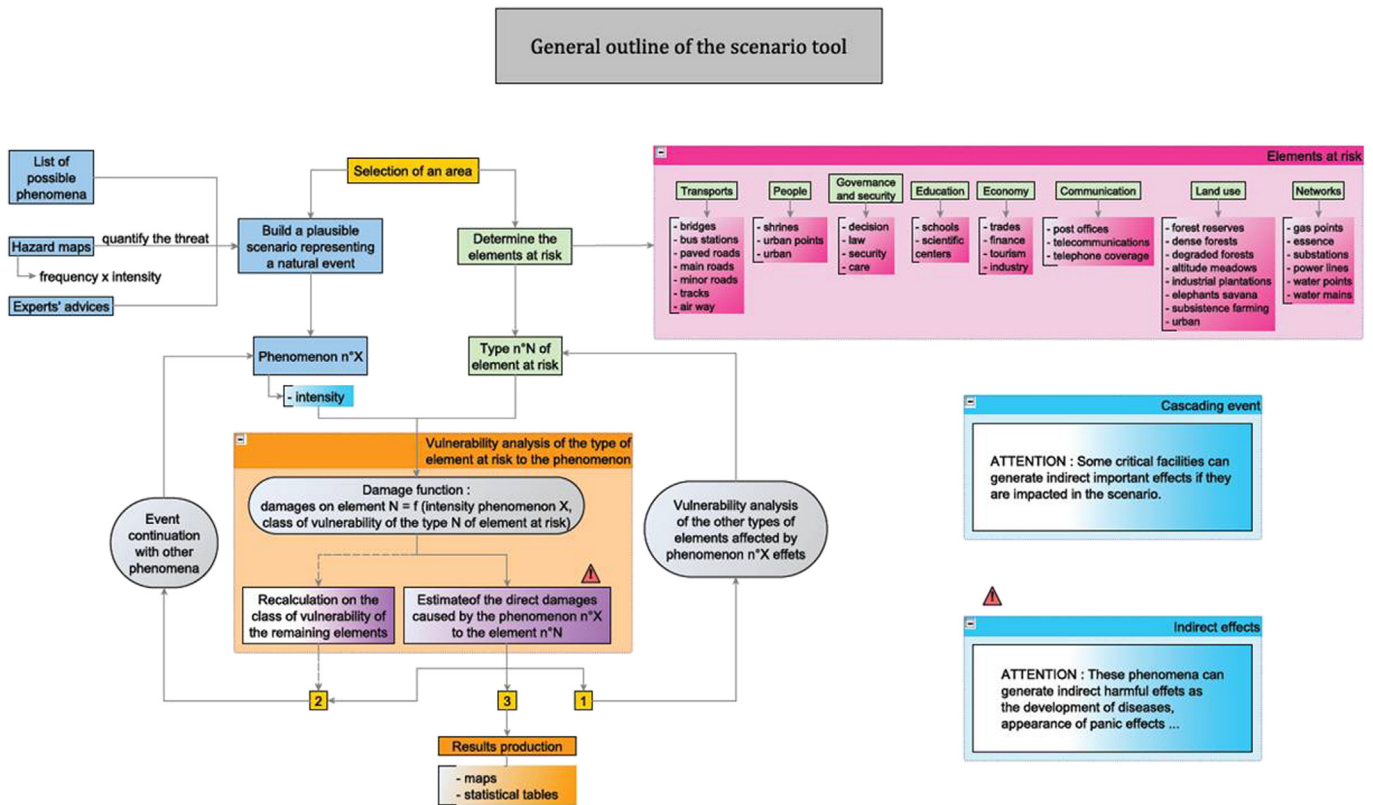 General outline of the scenario tool
List of
possible
phenomena
Hazard maps
quantify the threat
frequency x intensity
Experts' advices
Selection of an area
Build a plausible
scenario representing
a natural event
Determine the
elements at risk
Elements at risk
Transports
- bridges
- bus stations
- paved roads
- main roads
- minor roads
- tracks
- air way
People
- shrines
- urban points
- urban
Governance
and security
- decision
- law
- security
- care
Education
- schools
- scientific
centers
Economy
- trades
- finance
- tourism
- industry
Communication
- post offices
- telecommunications
- telephone coverage
Land use
- forest reserves
- dense forests
- degraded forests
- altitude meadows
- industrial plantations
- elephants savana
- subsistence farming
- urban
Networks
- gas points
- essence
- substations
- power lines
- water points
- water mains
Phenomenon n°X
- intensity
Type n°N of
element at risk
Vulnerability analysis of the type of
element at risk to the phenomenon
Damage function :
damages on element N = f (intensity phenomenon X,
class of vulnerability of the type N of element at risk)
Recalculation on the
class of vulnerability of
the remaining elements
Estimateof the direct damages
caused by the phenomenon n°X
to the element n°N
Event
continuation
with other
phenomena
Vulnerability analysis
of the other types of
elements affected by
phenomenon n°X effets
2
3
1
Results production
- maps
- statistical tables
Cascading event
ATTENTION : Some critical facilities can
generate indirect important effects if they
are impacted in the scenario.
!
!
Indirect effects
ATTENTION : These phenomena can
generate indirect harmful effets as
the development of diseases,
appearance of panic effects ...